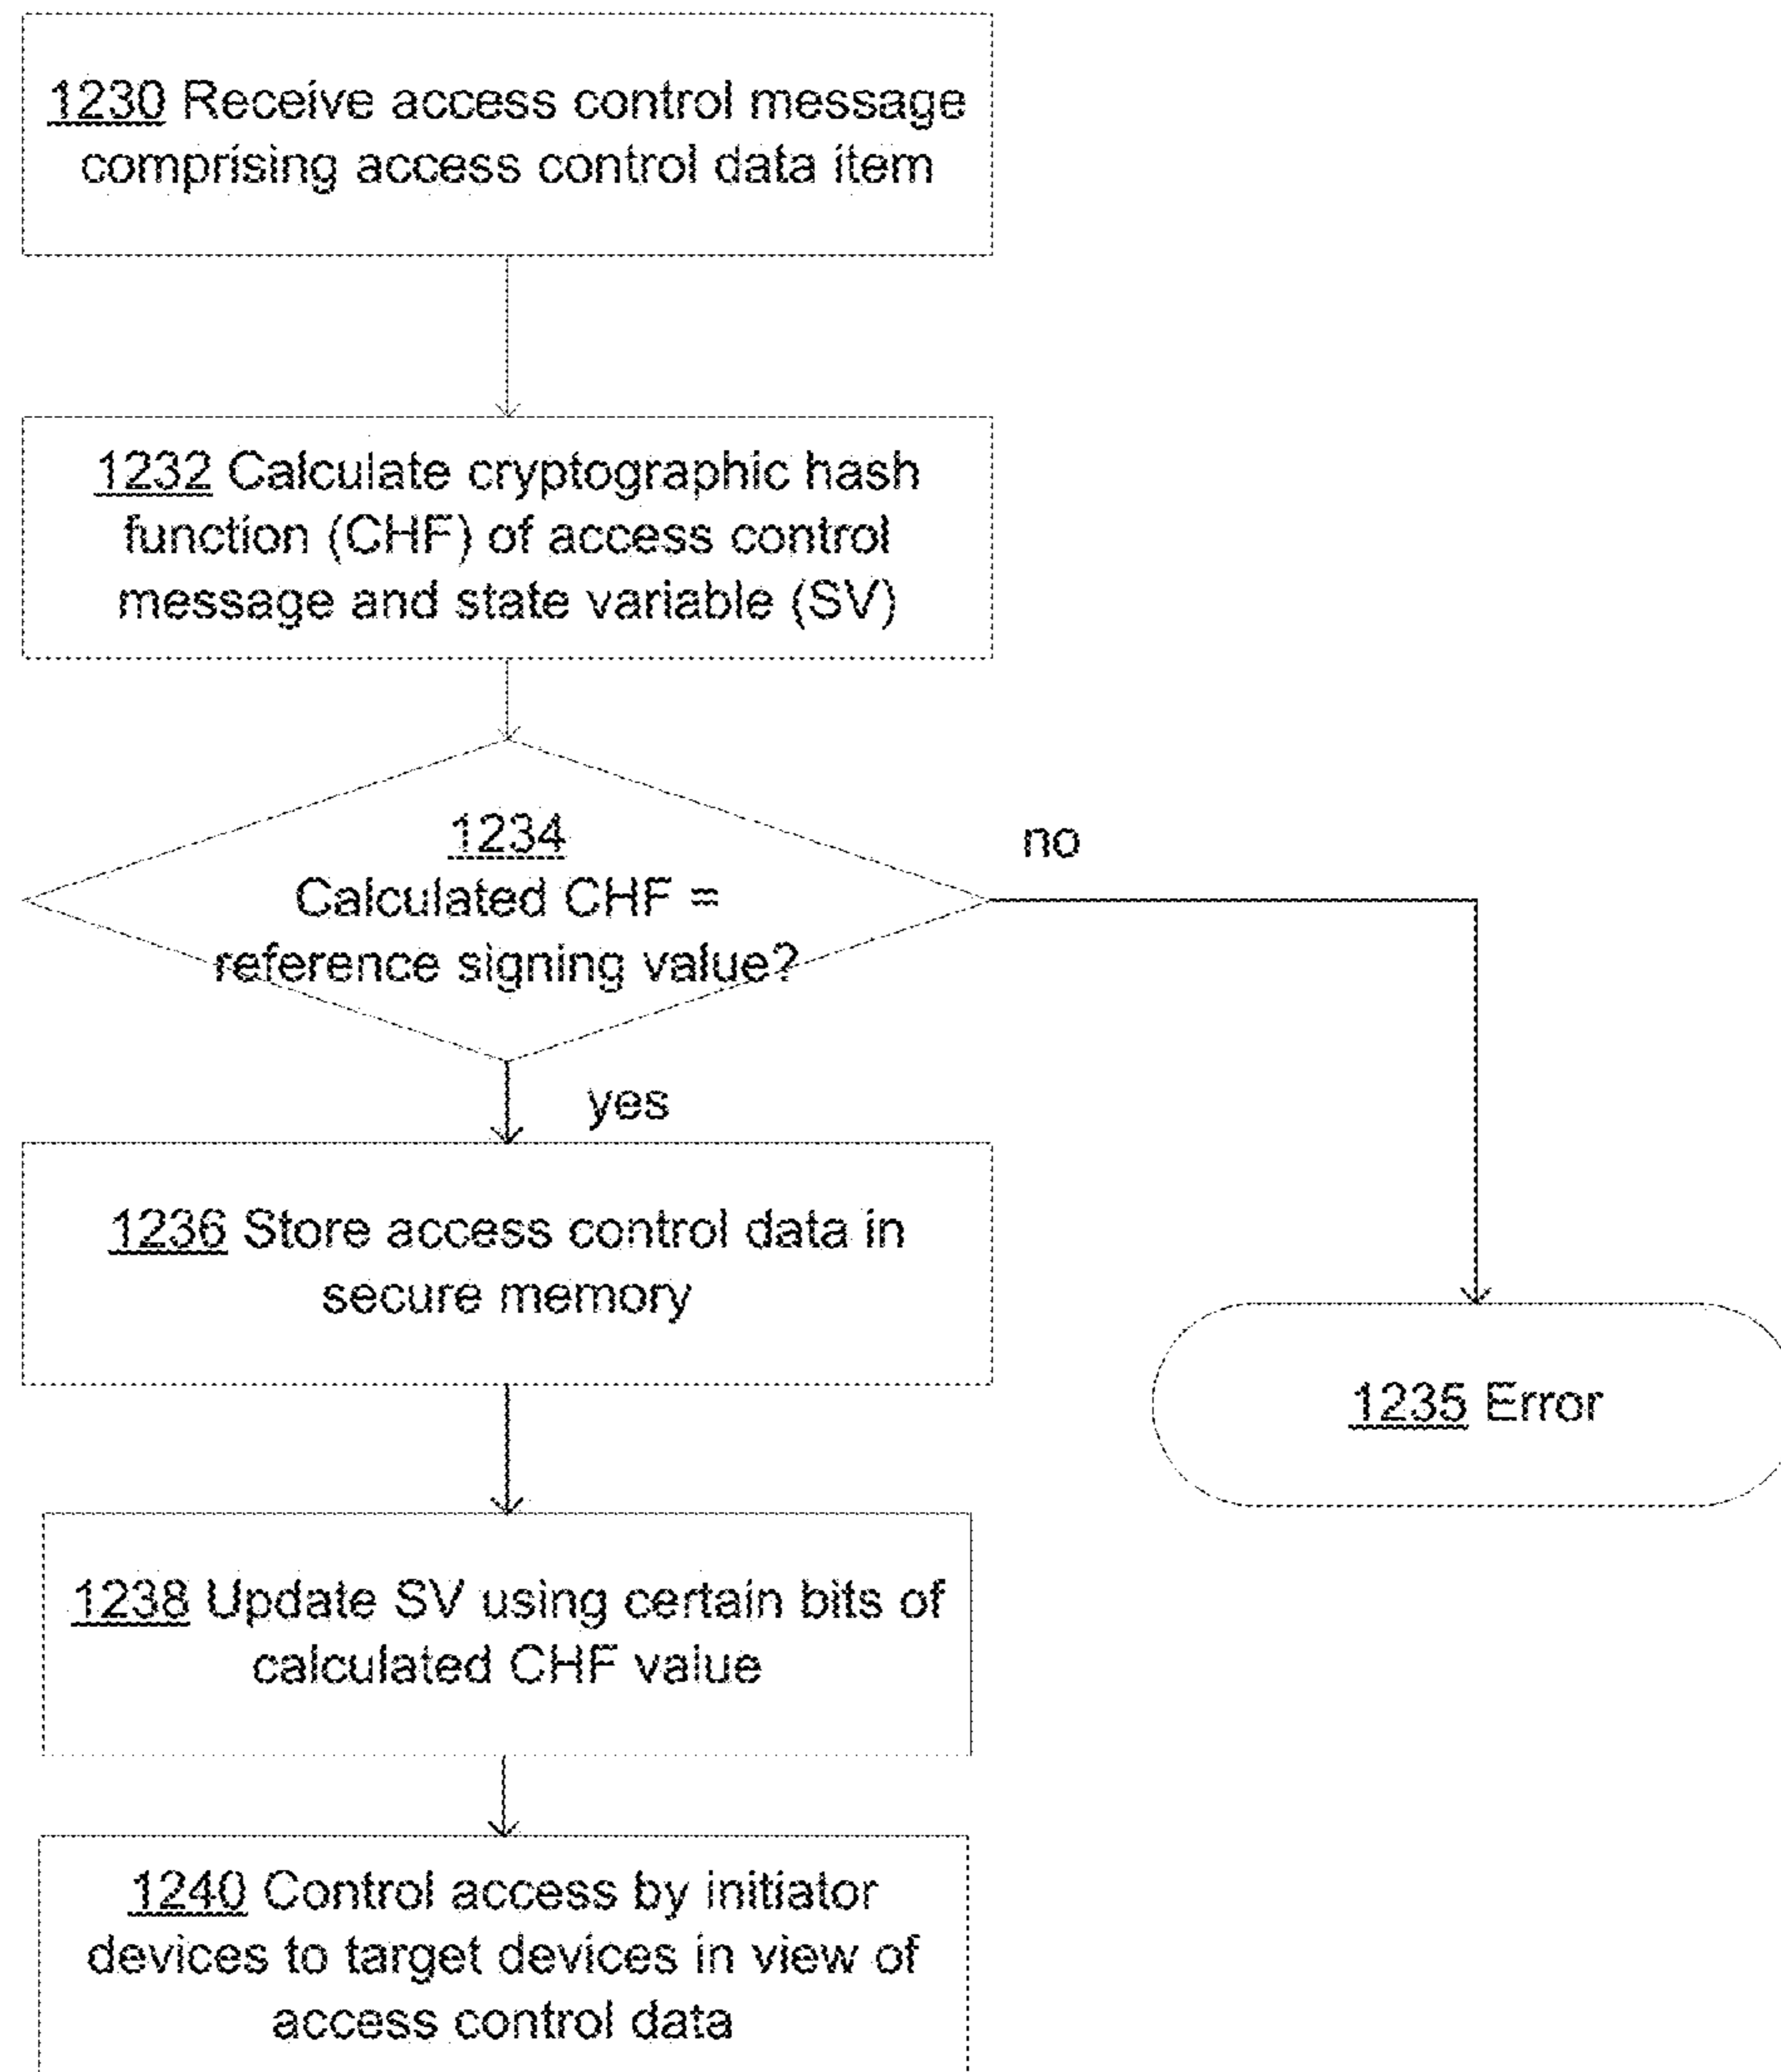 1230 Receive access control message
comprising access control data item
1232 Calculate cryptographic hash
function (CHF) of access control
message and state variable (SV)
1234
Calculated CHF =
reference signing value?
no
yes
1236 Store access control data in
secure memory
1235 Error
1238 Update SV using certain bits of
calculated CHF value
1240 Control access by initiator
devices to target devices in view of
access control data